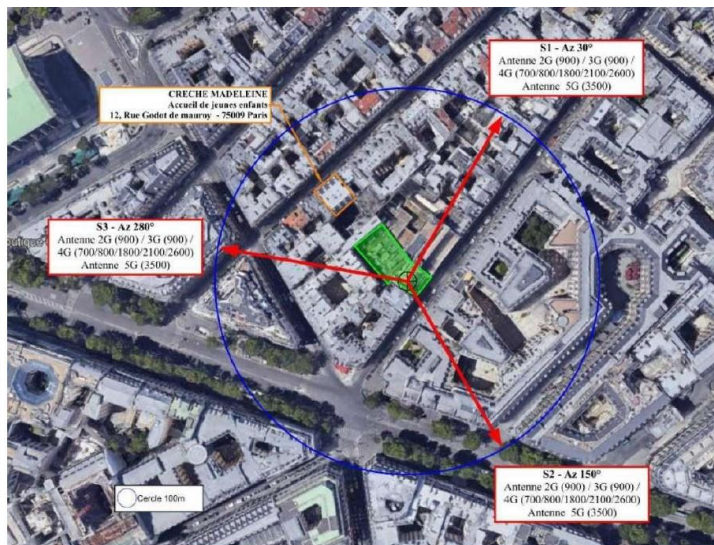 S1 - Az 30°
Antenne 2G (900) / 3G (900) /
4G (700/800/1800/2100/2600)
Antenne 5G (3500)
CRECHE MADELEINE
Accueil de jeunes enfants
12, Rue Godot de mauroy - 75009 Paris
S3 - Az 280°
Antenne 2G (900) / 3G (900) /
4G (700/800/1800/2100/2600)
Antenne 5G (3500)
S2 - Az 150°
Antenne 2G (900) / 3G (900) /
4G (700/800/1800/2100/2600)
Antenne 5G (3500)
Cercle 100m